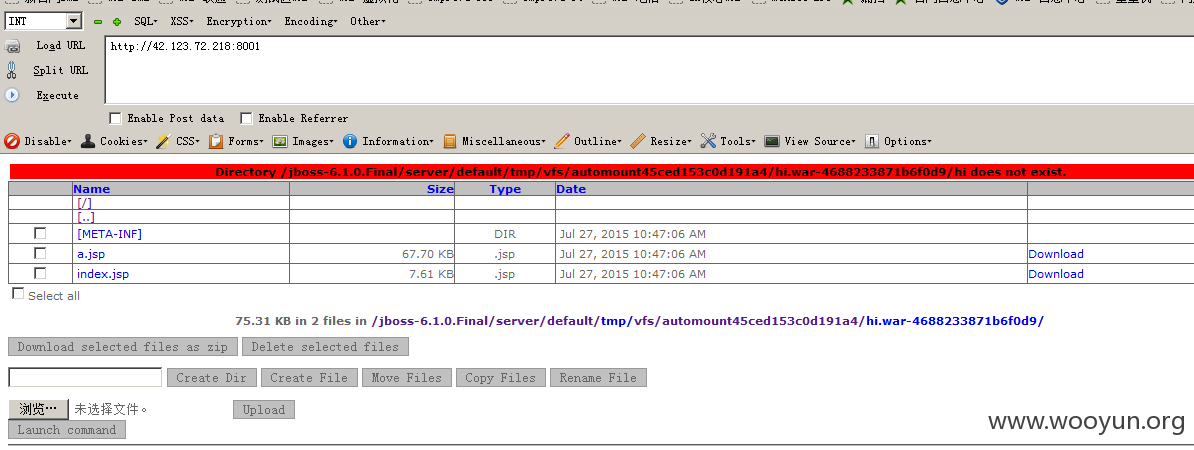 INT SQL▾ XSS▾ Encryption▾ Encoding▾ Other▾
Load URL
http://42.123.72.218:8001
Split URL
Execute
Enable Post data Enable Referrer
Disable▾ Cookies▾ CSS▾ Forms▾ Images▾ Information▾ Miscellaneous▾ Outline▾ Resize▾ Tools▾ View Source▾ Options▾
Directory /jboss-6.1.0.Final/server/default/tmp/vfs/automount45ced153c0d191a4/hi.war-4688233871b6f0d9/hi does not exist.
Name Size Type Date
[/]
[..]
[META-INF] DIR Jul 27, 2015 10:47:06 AM
a.jsp 67.70 KB .jsp Jul 27, 2015 10:47:06 AM Download
index.jsp 7.61 KB .jsp Jul 27, 2015 10:47:06 AM Download
Select all
75.31 KB in 2 files in /jboss-6.1.0.Final/server/default/tmp/vfs/automount45ced153c0d191a4/hi.war-4688233871b6f0d9/
Download selected files as zip Delete selected files
Create Dir Create File Move Files Copy Files Rename File
浏览… 未选择文件。 Upload
Launch command
www.wooyun.org